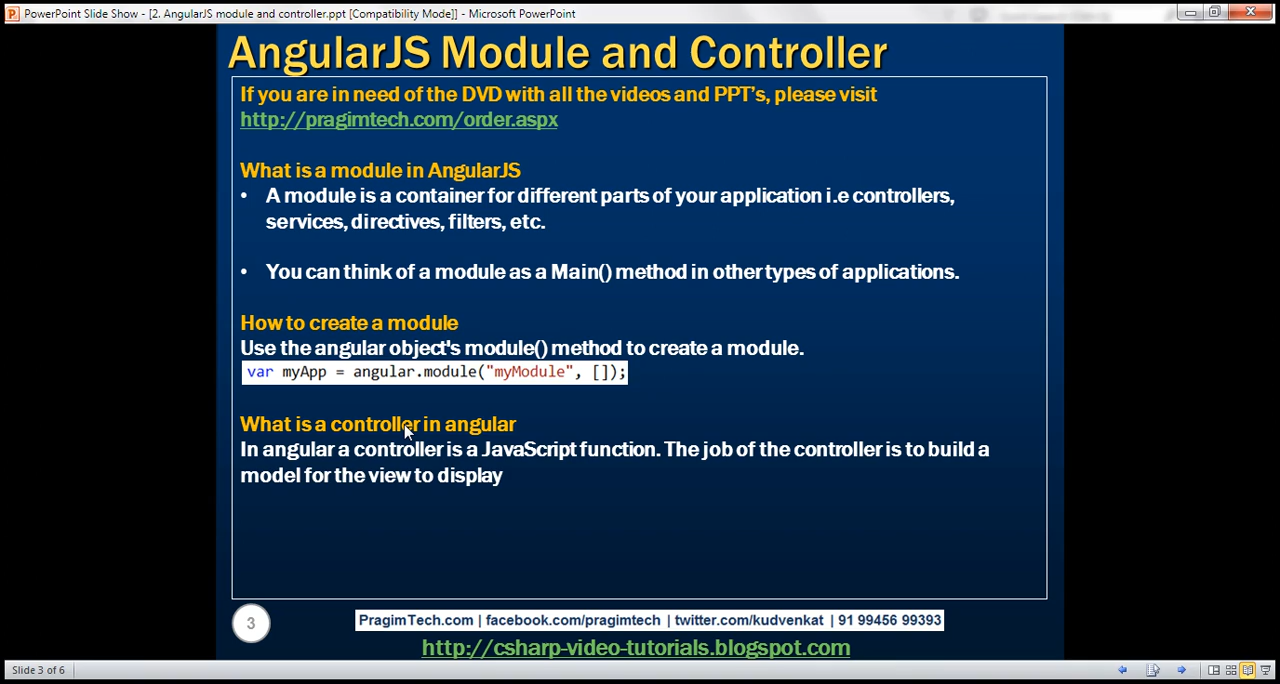 PowerPoint Slide Show - [2. AngularJS module and controller.ppt [Compatibility Mode]] - Microsoft PowerPoint
AngularJS Module and Controller
If you are in need of the DVD with all the videos and PPT's, please visit
http://pragimtech.com/order.aspx
What is a module in AngularJS
• A module is a container for different parts of your application i.e controllers,
services, directives, filters, etc.
• You can think of a module as a Main() method in other types of applications.
How to create a module
Use the angular object's module() method to create a module.
var myApp = angular.module("myModule", []);
What is a controller in angular
In angular a controller is a JavaScript function. The job of the controller is to build a
model for the view to display
3
PragimTech.com | facebook.com/pragimtech | twitter.com/kudvenkat | 91 99456 99393
http://csharp-video-tutorials.blogspot.com
Slide 3 of 6